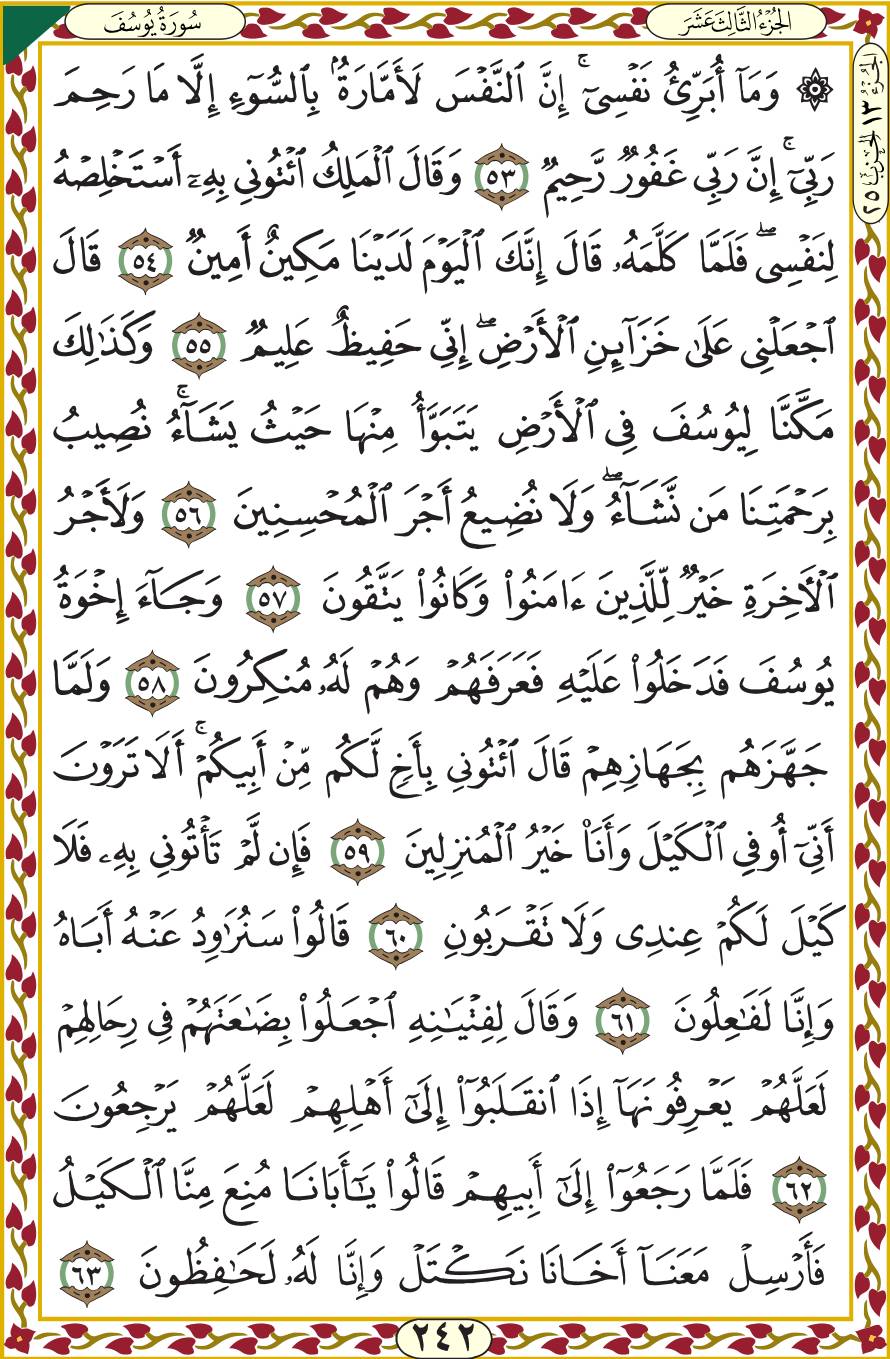 سُورَةُ يُوسُفَ
الجُزْءُ الثَّالِثَ عَشَرَ
الجُزْءُ ١٣ الحِزْبُ ٢٥
۞ وَمَآ أُبَرِّئُ نَفْسِىٓ ۚ إِنَّ ٱلنَّفْسَ لَأَمَّارَةٌۢ بِٱلسُّوٓءِ إِلَّا مَا رَحِمَ
رَبِّىٓ ۚ إِنَّ رَبِّى غَفُورٌ رَّحِيمٌ ٥٣ وَقَالَ ٱلْمَلِكُ ٱئْتُونِى بِهِۦٓ أَسْتَخْلِصْهُ
لِنَفْسِى ۖ فَلَمَّا كَلَّمَهُۥ قَالَ إِنَّكَ ٱلْيَوْمَ لَدَيْنَا مَكِينٌ أَمِينٌ ٥٤ قَالَ
ٱجْعَلْنِى عَلَىٰ خَزَآئِنِ ٱلْأَرْضِ ۖ إِنِّى حَفِيظٌ عَلِيمٌ ٥٥ وَكَذَٰلِكَ
مَكَّنَّا لِيُوسُفَ فِى ٱلْأَرْضِ يَتَبَوَّأُ مِنْهَا حَيْثُ يَشَآءُ ۚ نُصِيبُ
بِرَحْمَتِنَا مَن نَّشَآءُ ۖ وَلَا نُضِيعُ أَجْرَ ٱلْمُحْسِنِينَ ٥٦ وَلَأَجْرُ
ٱلْأَخِرَةِ خَيْرٌ لِّلَّذِينَ ءَامَنُوا۟ وَكَانُوا۟ يَتَّقُونَ ٥٧ وَجَآءَ إِخْوَةُ
يُوسُفَ فَدَخَلُوا۟ عَلَيْهِ فَعَرَفَهُمْ وَهُمْ لَهُۥ مُنكِرُونَ ٥٨ وَلَمَّا
جَهَّزَهُم بِجَهَازِهِمْ قَالَ ٱئْتُونِى بِأَخٍ لَّكُم مِّنْ أَبِيكُمْ ۚ أَلَا تَرَوْنَ
أَنِّىٓ أُوفِى ٱلْكَيْلَ وَأَنَا۠ خَيْرُ ٱلْمُنزِلِينَ ٥٩ فَإِن لَّمْ تَأْتُونِى بِهِۦ فَلَا
كَيْلَ لَكُمْ عِندِى وَلَا تَقْرَبُونِ ٦٠ قَالُوا۟ سَنُرَٰوِدُ عَنْهُ أَبَاهُ
وَإِنَّا لَفَٰعِلُونَ ٦١ وَقَالَ لِفِتْيَٰنِهِ ٱجْعَلُوا۟ بِضَٰعَتَهُمْ فِى رِحَالِهِمْ
لَعَلَّهُمْ يَعْرِفُونَهَآ إِذَا ٱنقَلَبُوٓا۟ إِلَىٰٓ أَهْلِهِمْ لَعَلَّهُمْ يَرْجِعُونَ
٦٢ فَلَمَّا رَجَعُوٓا۟ إِلَىٰٓ أَبِيهِمْ قَالُوا۟ يَٰٓأَبَانَا مُنِعَ مِنَّا ٱلْكَيْلُ
فَأَرْسِلْ مَعَنَآ أَخَانَا نَكْتَلْ وَإِنَّا لَهُۥ لَحَٰفِظُونَ ٦٣
٢٤٢